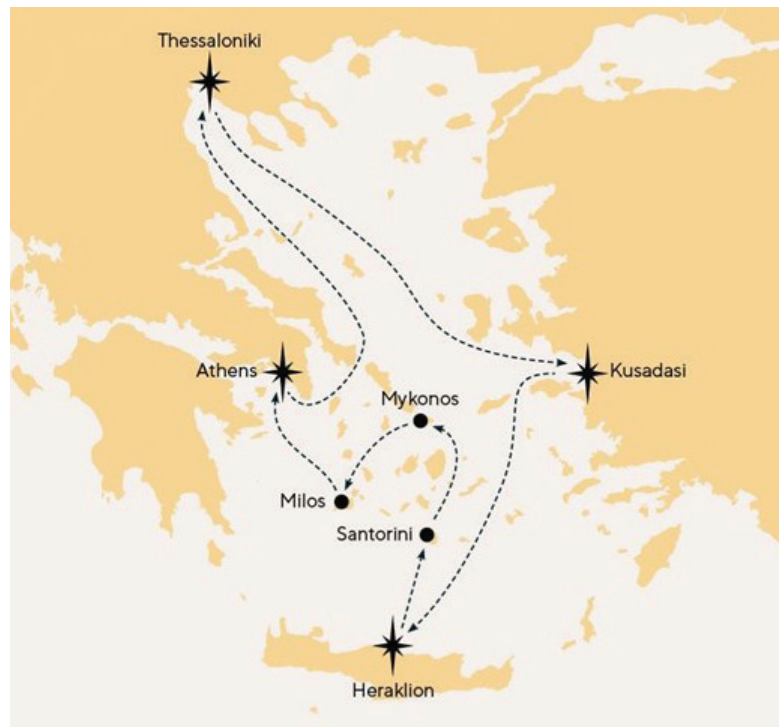 Thessaloniki
Athens
Kusadasi
Mykonos
Milos
Santorini
Heraklion